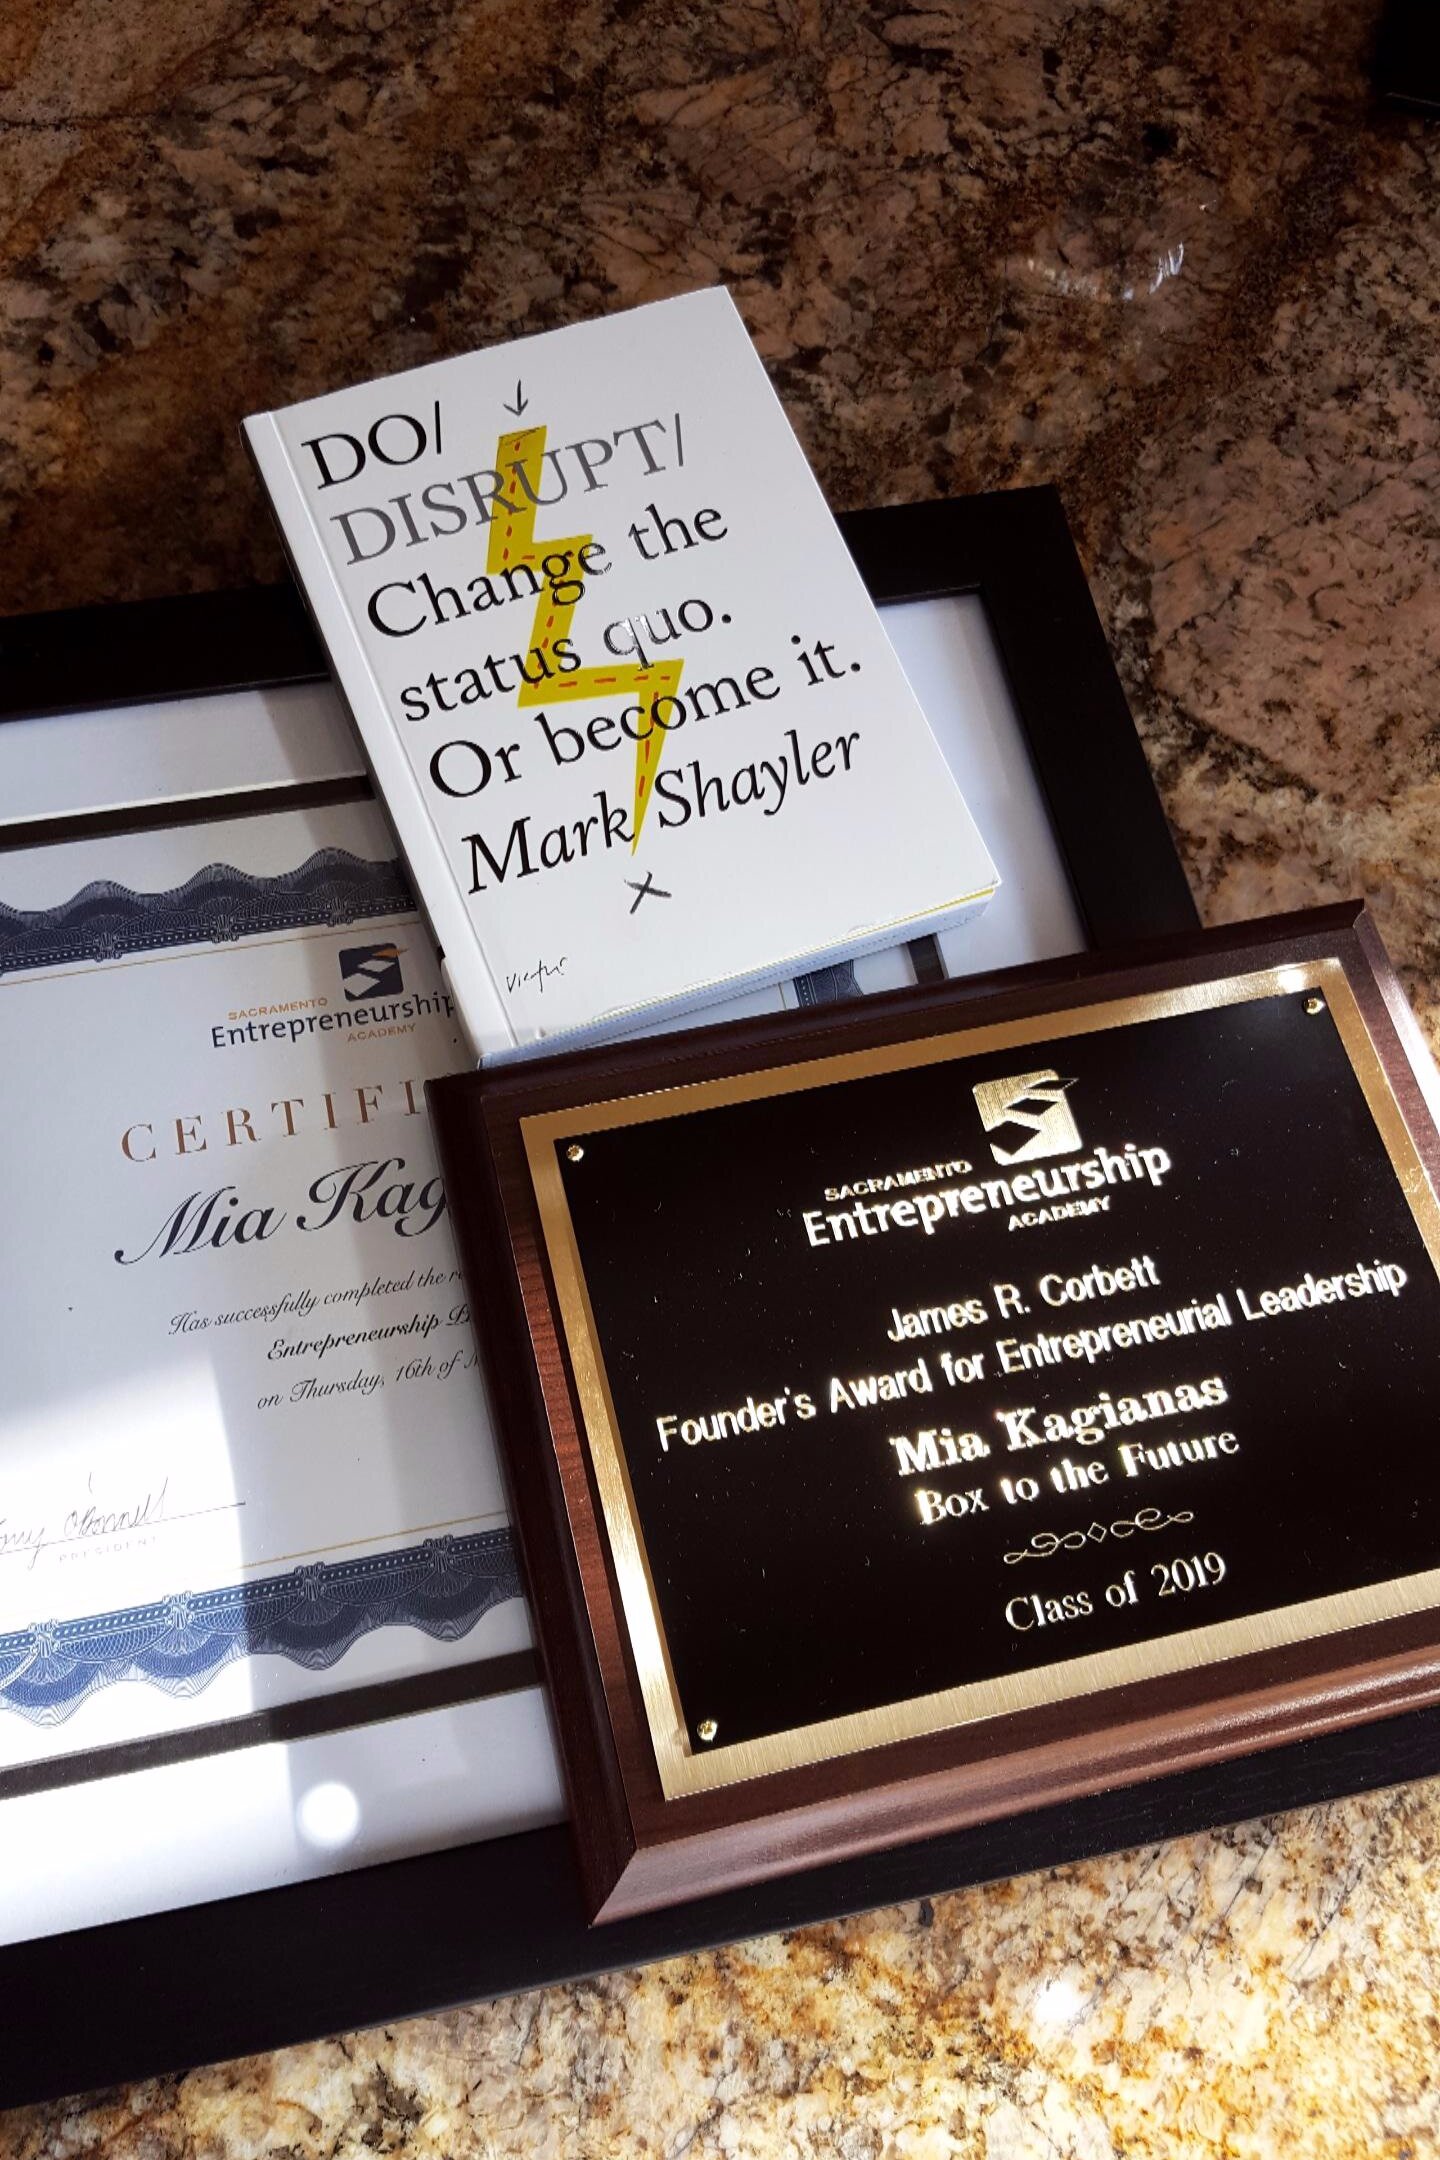 DO/
DISRUPT/
Change the
status quo.
Or become it.
Mark Shayler
SACRAMENTO
Entrepreneurship
ACADEMY
CERTIFI
Mia Kag
Has successfully completed the
Entrepreneurship
on Thursday, 16th of
PRESIDENT
SACRAMENTO
Entrepreneurship
ACADEMY
James R. Corbett
Founder's Award for Entrepreneurial Leadership
Mia Kagianas
Box to the Future
Class of 2019